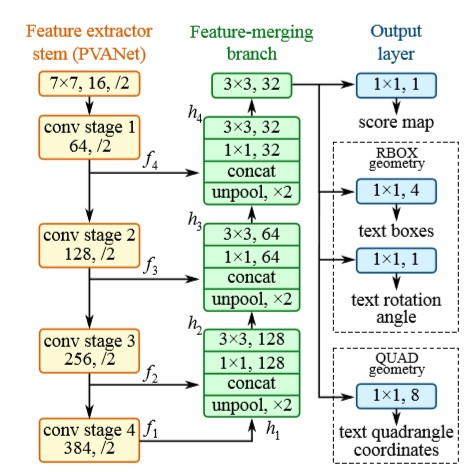 Feature extractor
stem (PVANet)
7×7, 16, /2
conv stage 1
64, /2
f4
conv stage 2
128, /2
f3
conv stage 3
256, /2
f2
conv stage 4
384, /2
f1
Feature-merging
branch
3×3, 32
h4
3×3, 32
1×1, 32
concat
unpool, ×2
h3
3×3, 64
1×1, 64
concat
unpool, ×2
h2
3×3, 128
1×1, 128
concat
unpool, ×2
h1
Output
layer
1×1, 1
score map
RBOX
geometry
1×1, 4
text boxes
1×1, 1
text rotation
angle
QUAD
geometry
1×1, 8
text quadrangle
coordinates